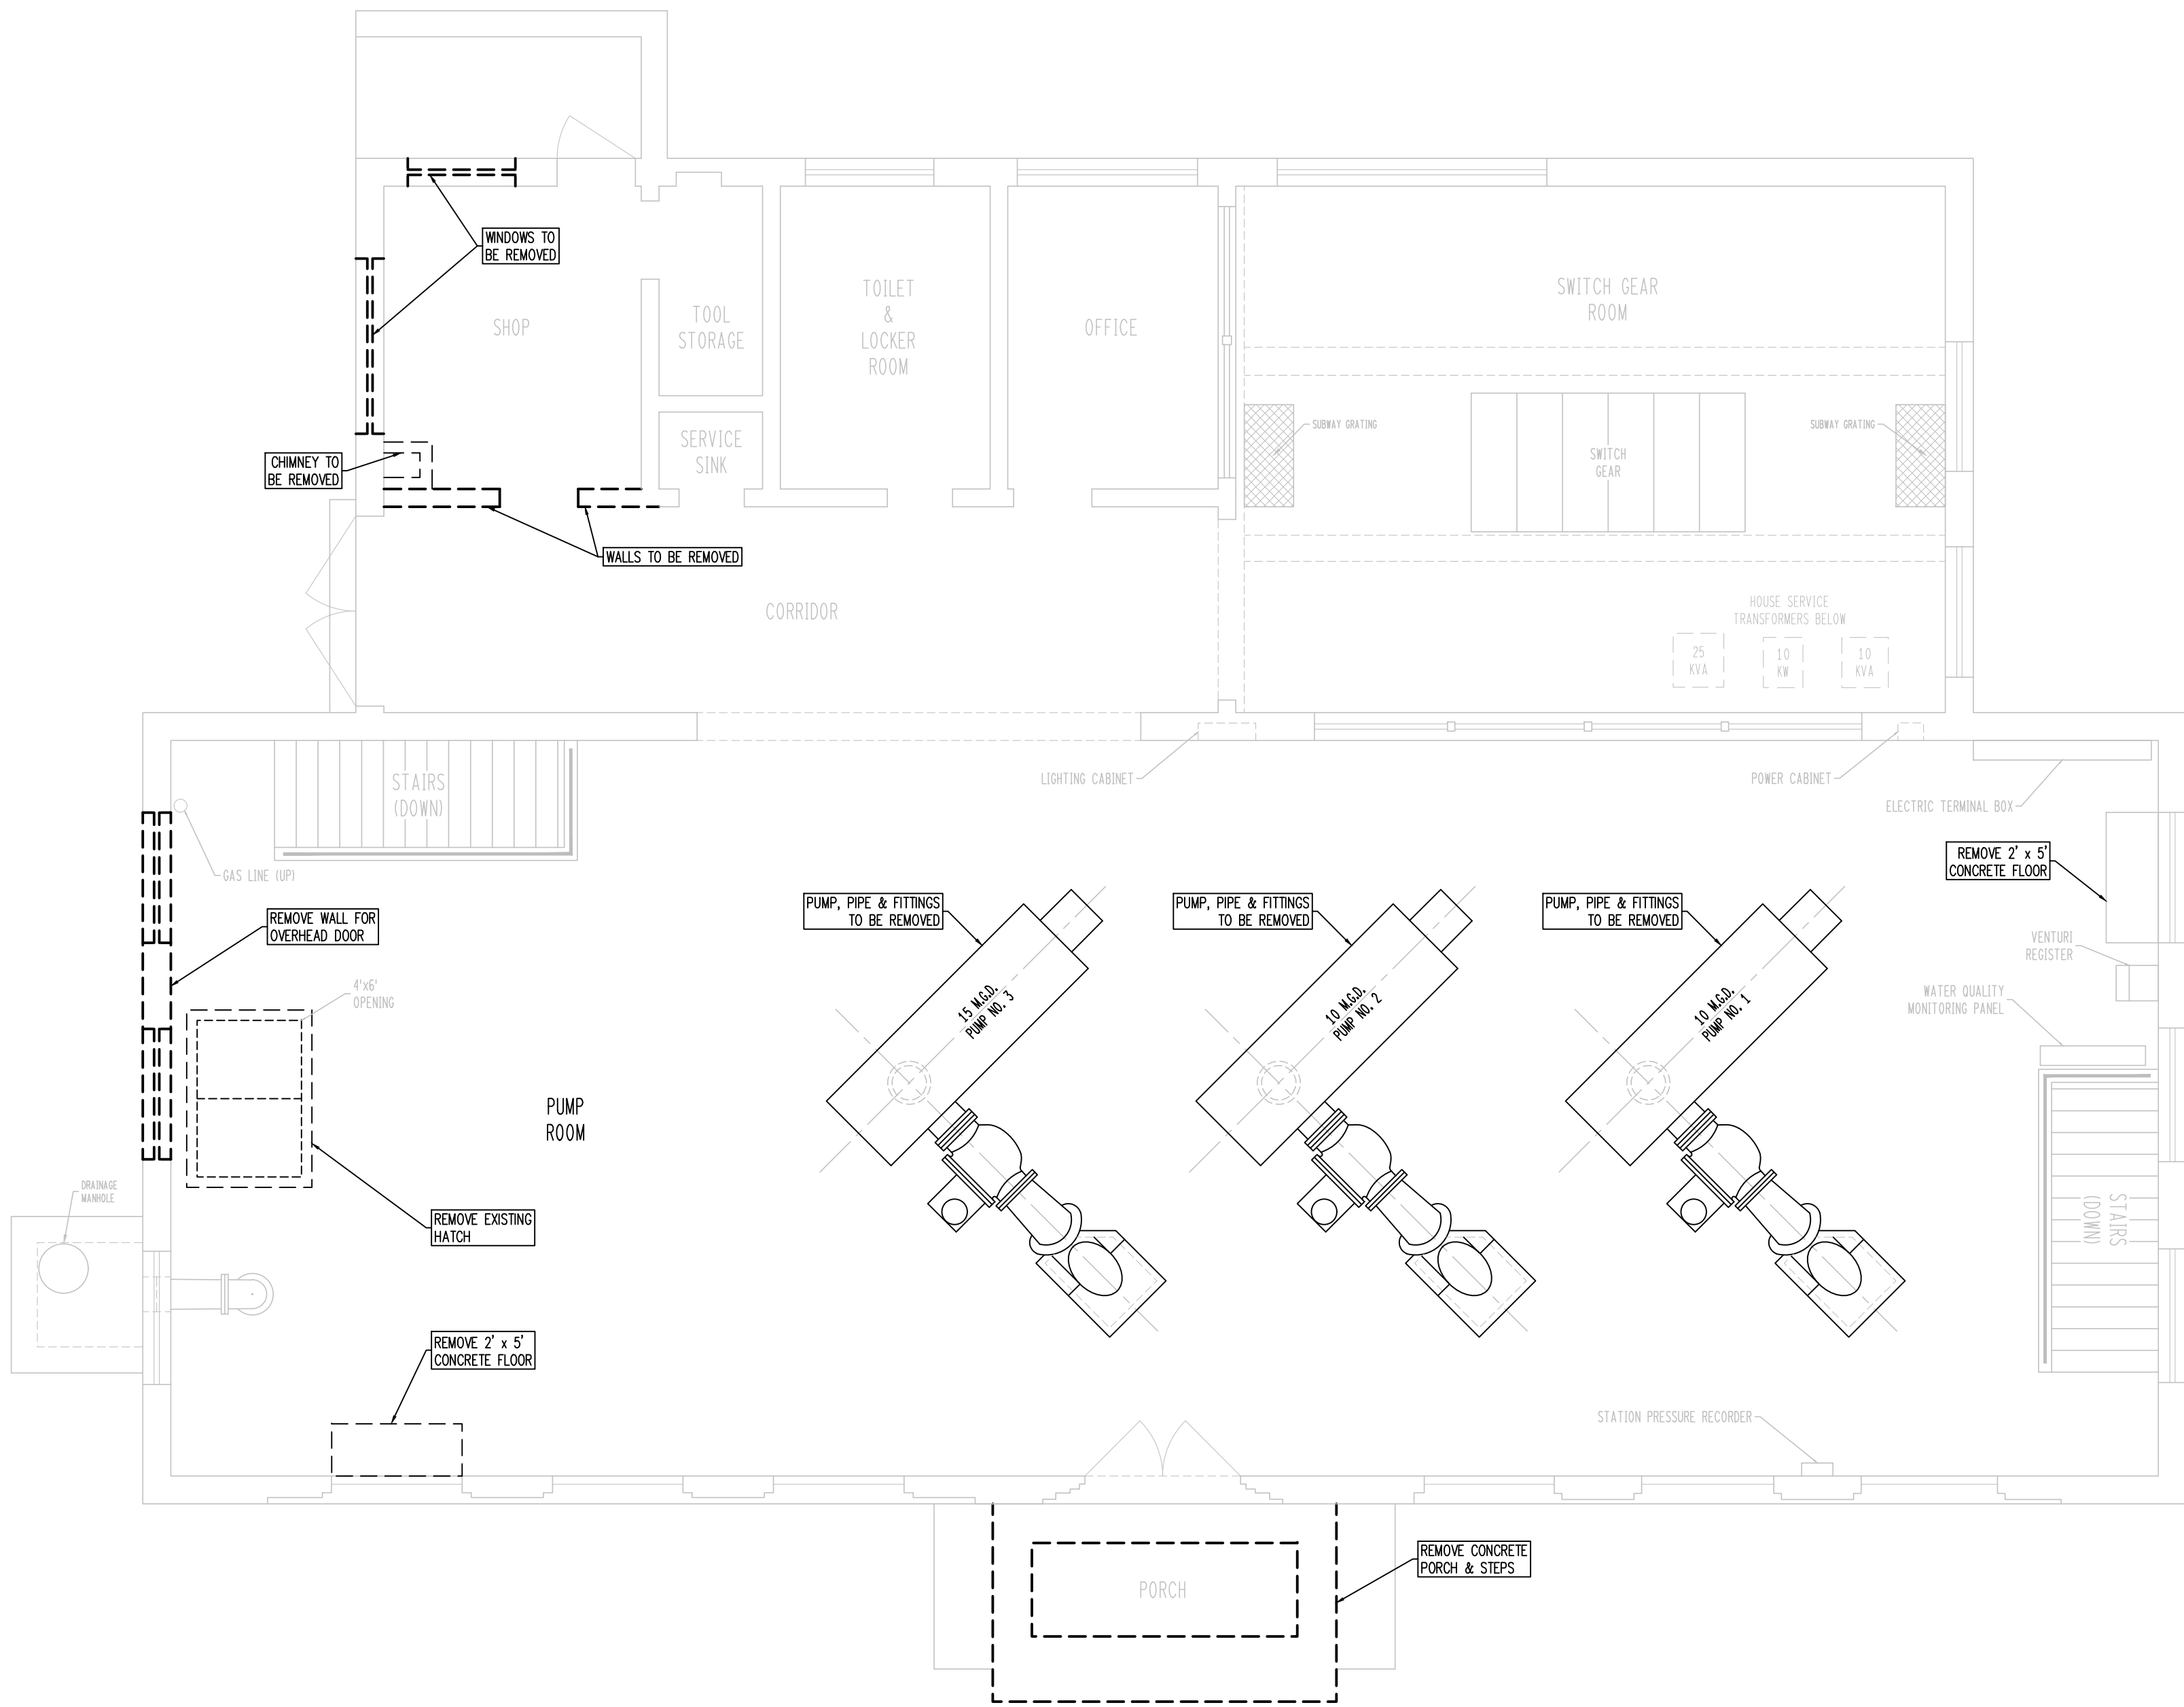 WINDOWS TO
BE REMOVED
SHOP
TOOL
STORAGE
TOILET
&
LOCKER
ROOM
OFFICE
SWITCH GEAR
ROOM
SUBWAY GRATING
SUBWAY GRATING
SERVICE
SINK
SWITCH
GEAR
CHIMNEY TO
BE REMOVED
WALLS TO BE REMOVED
CORRIDOR
HOUSE SERVICE
TRANSFORMERS BELOW
25
KVA
10
KW
10
KVA
STAIRS
(DOWN)
LIGHTING CABINET
POWER CABINET
ELECTRIC TERMINAL BOX
GAS LINE (UP)
REMOVE 2' x 5'
CONCRETE FLOOR
REMOVE WALL FOR
OVERHEAD DOOR
PUMP, PIPE & FITTINGS
TO BE REMOVED
PUMP, PIPE & FITTINGS
TO BE REMOVED
PUMP, PIPE & FITTINGS
TO BE REMOVED
VENTURI
REGISTER
4'x6'
OPENING
15 M.G.D.
PUMP NO. 3
10 M.G.D.
PUMP NO. 2
10 M.G.D.
PUMP NO. 1
WATER QUALITY
MONITORING PANEL
PUMP
ROOM
DRAINAGE
MANHOLE
REMOVE EXISTING
HATCH
STAIRS
(DOWN)
REMOVE 2' x 5'
CONCRETE FLOOR
STATION PRESSURE RECORDER
REMOVE CONCRETE
PORCH & STEPS
PORCH